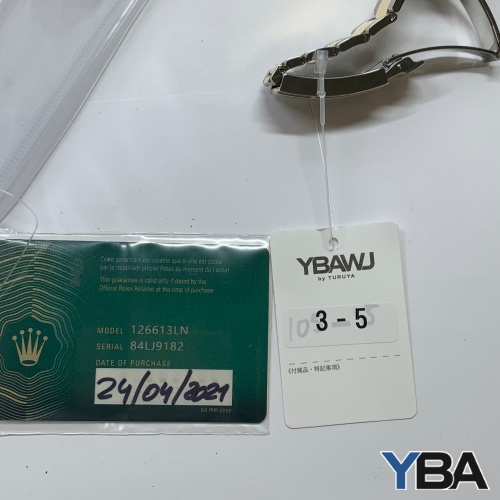 Cette garantie n'est valable que si elle est datée
par le détaillant officiel Rolex au moment de l'achat
This guarantee is valid only if dated by the
Official Rolex Retailer at the time of purchase.
MODEL 126613LN
SERIAL 84LJ9182
DATE OF PURCHASE
24/04/2021
dd.mm.yyyy
YBAWJ
by TURUYA
3-5
《付属品・特記事項》
YBA